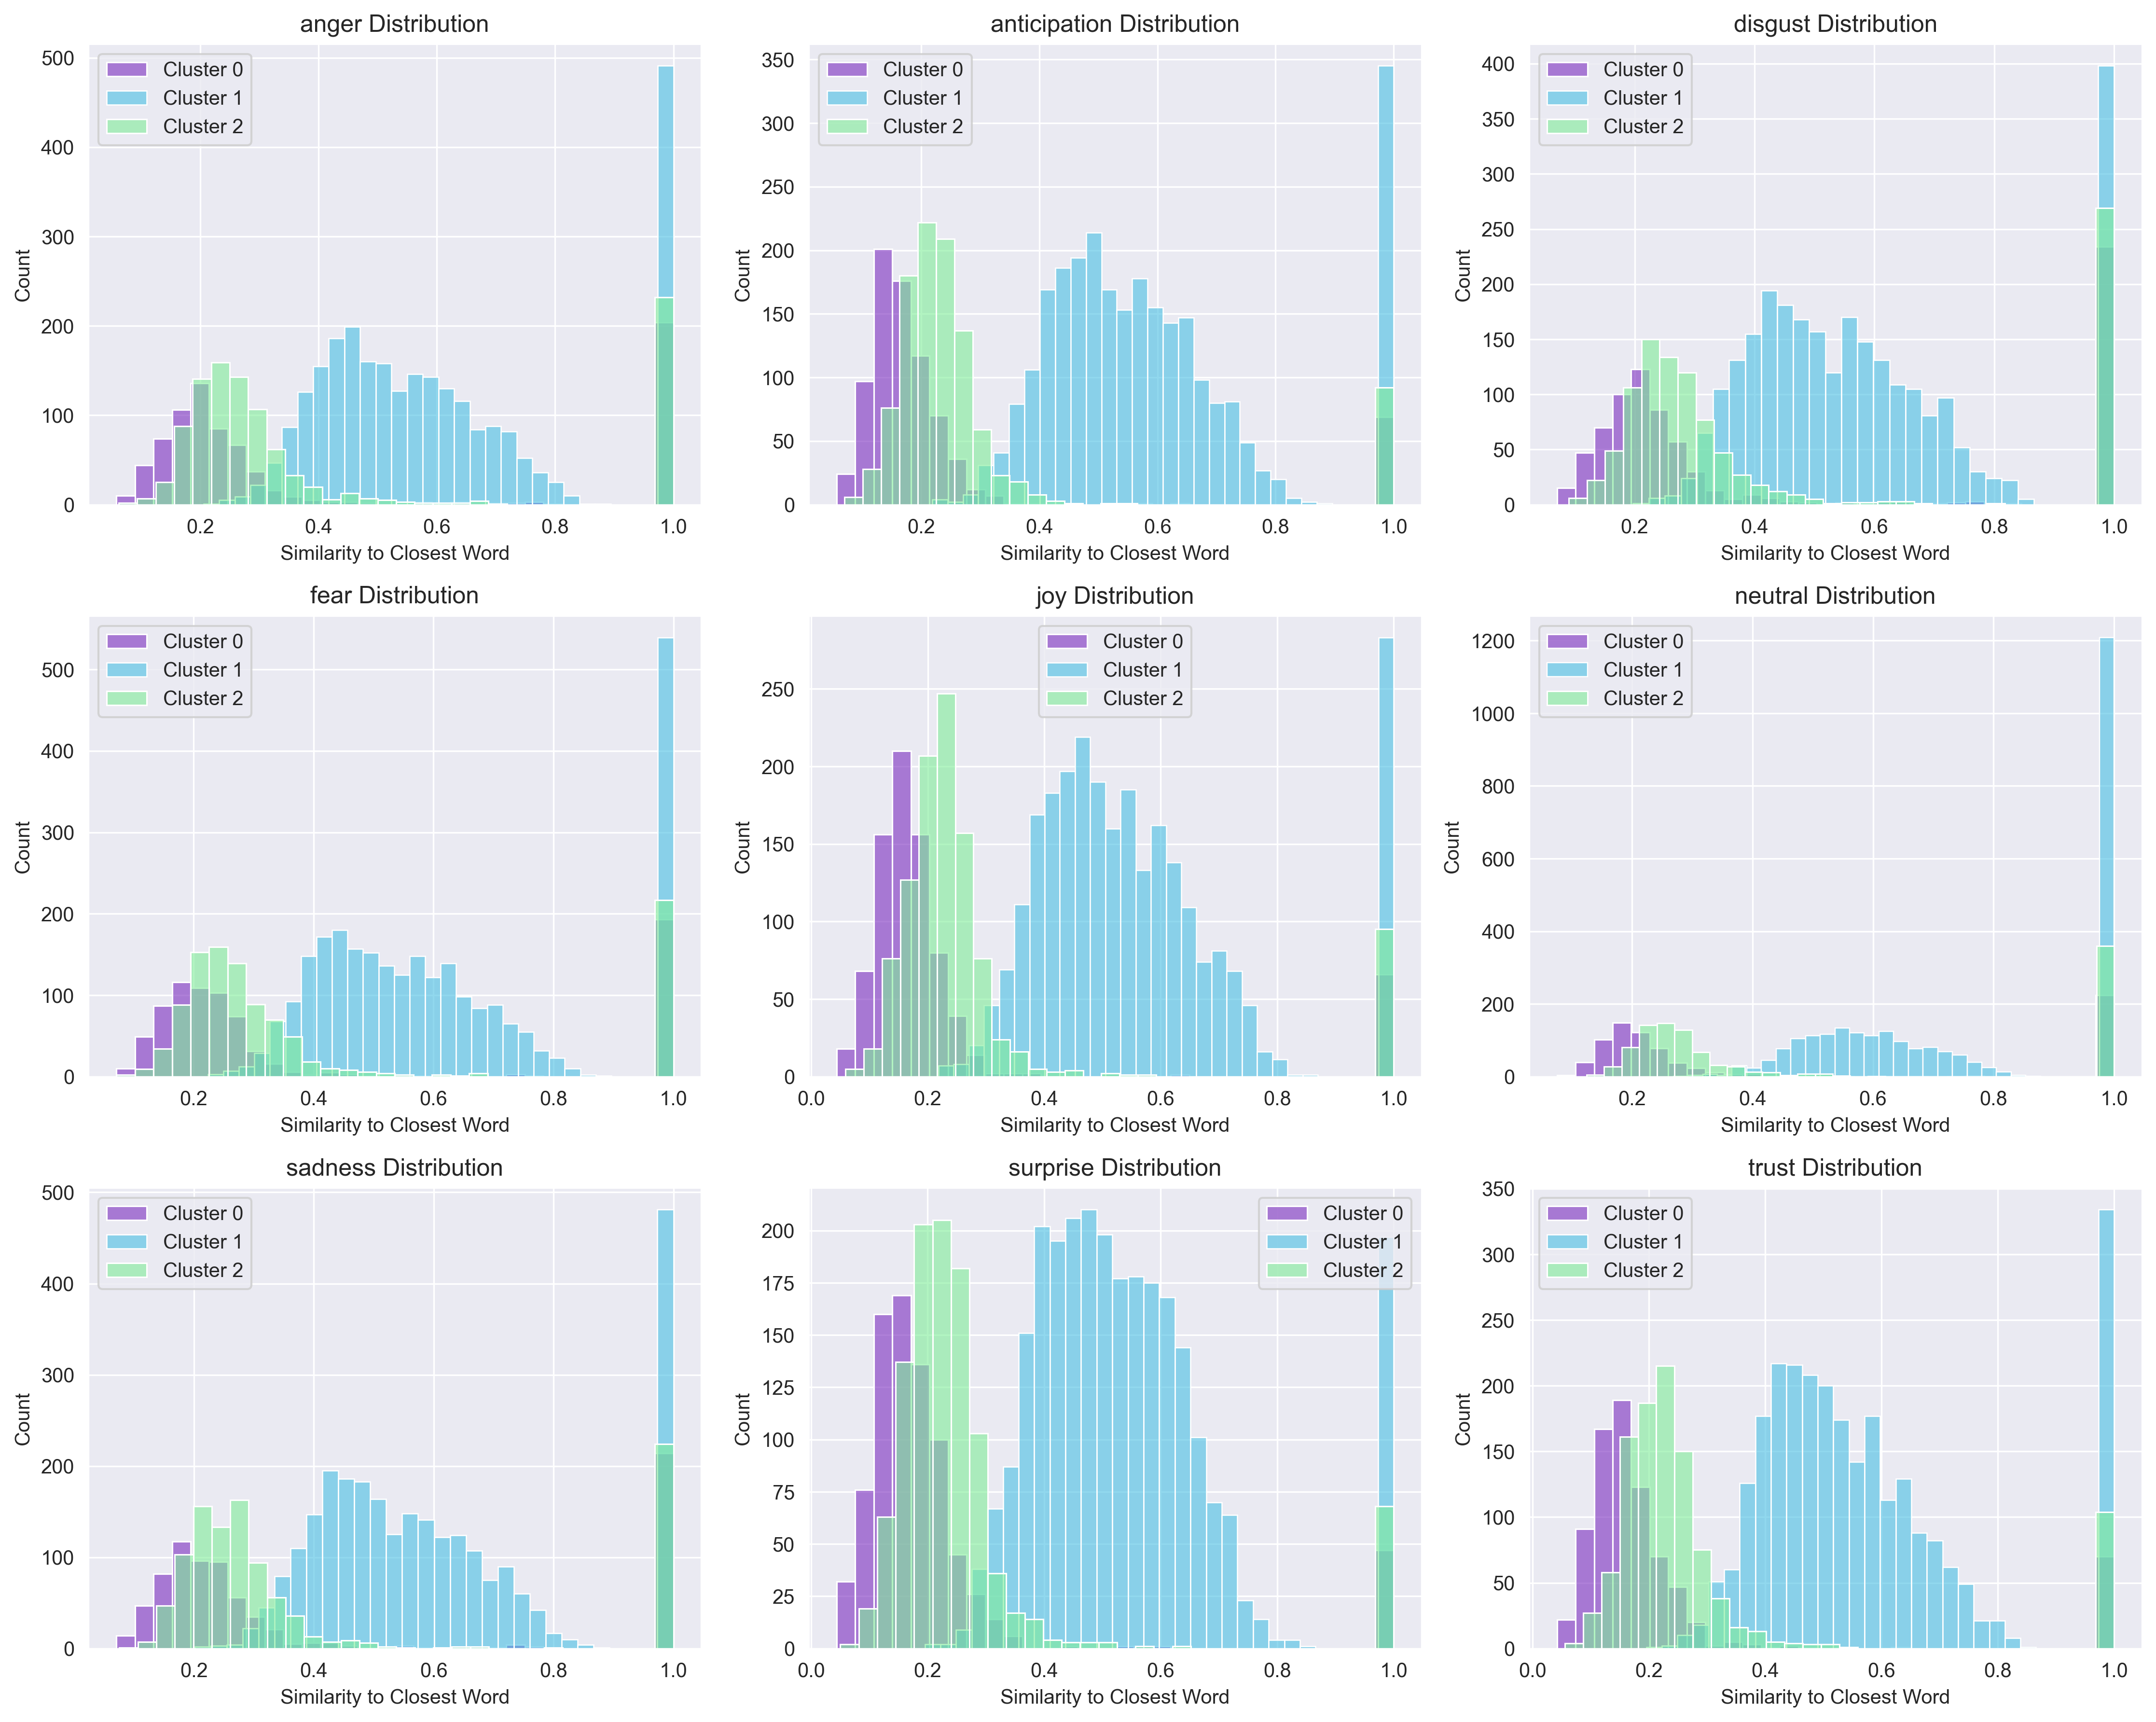 anger Distribution
500
400
300
200
100
0
Count
Cluster 0
Cluster 1
Cluster 2
0.2 0.4 0.6 0.8 1.0
Similarity to Closest Word
anticipation Distribution
350
300
250
200
150
100
50
0
Count
Cluster 0
Cluster 1
Cluster 2
0.2 0.4 0.6 0.8 1.0
Similarity to Closest Word
disgust Distribution
400
350
300
250
200
150
100
50
0
Count
Cluster 0
Cluster 1
Cluster 2
0.2 0.4 0.6 0.8 1.0
Similarity to Closest Word
fear Distribution
500
400
300
200
100
0
Count
Cluster 0
Cluster 1
Cluster 2
0.2 0.4 0.6 0.8 1.0
Similarity to Closest Word
joy Distribution
250
200
150
100
50
0
Count
Cluster 0
Cluster 1
Cluster 2
0.0 0.2 0.4 0.6 0.8 1.0
Similarity to Closest Word
neutral Distribution
1200
1000
800
600
400
200
0
Count
Cluster 0
Cluster 1
Cluster 2
0.2 0.4 0.6 0.8 1.0
Similarity to Closest Word
sadness Distribution
500
400
300
200
100
0
Count
Cluster 0
Cluster 1
Cluster 2
0.2 0.4 0.6 0.8 1.0
Similarity to Closest Word
surprise Distribution
200
175
150
125
100
75
50
25
0
Count
Cluster 0
Cluster 1
Cluster 2
0.0 0.2 0.4 0.6 0.8 1.0
Similarity to Closest Word
trust Distribution
350
300
250
200
150
100
50
0
Count
Cluster 0
Cluster 1
Cluster 2
0.0 0.2 0.4 0.6 0.8 1.0
Similarity to Closest Word